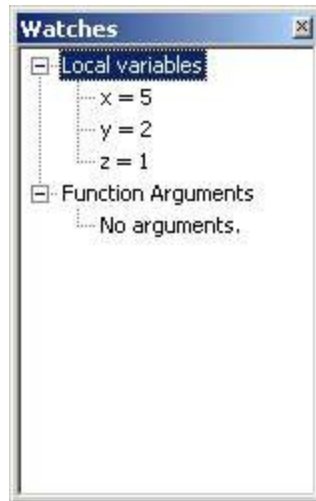 Watches
Local variables
x = 5
y = 2
z = 1
Function Arguments
No arguments.